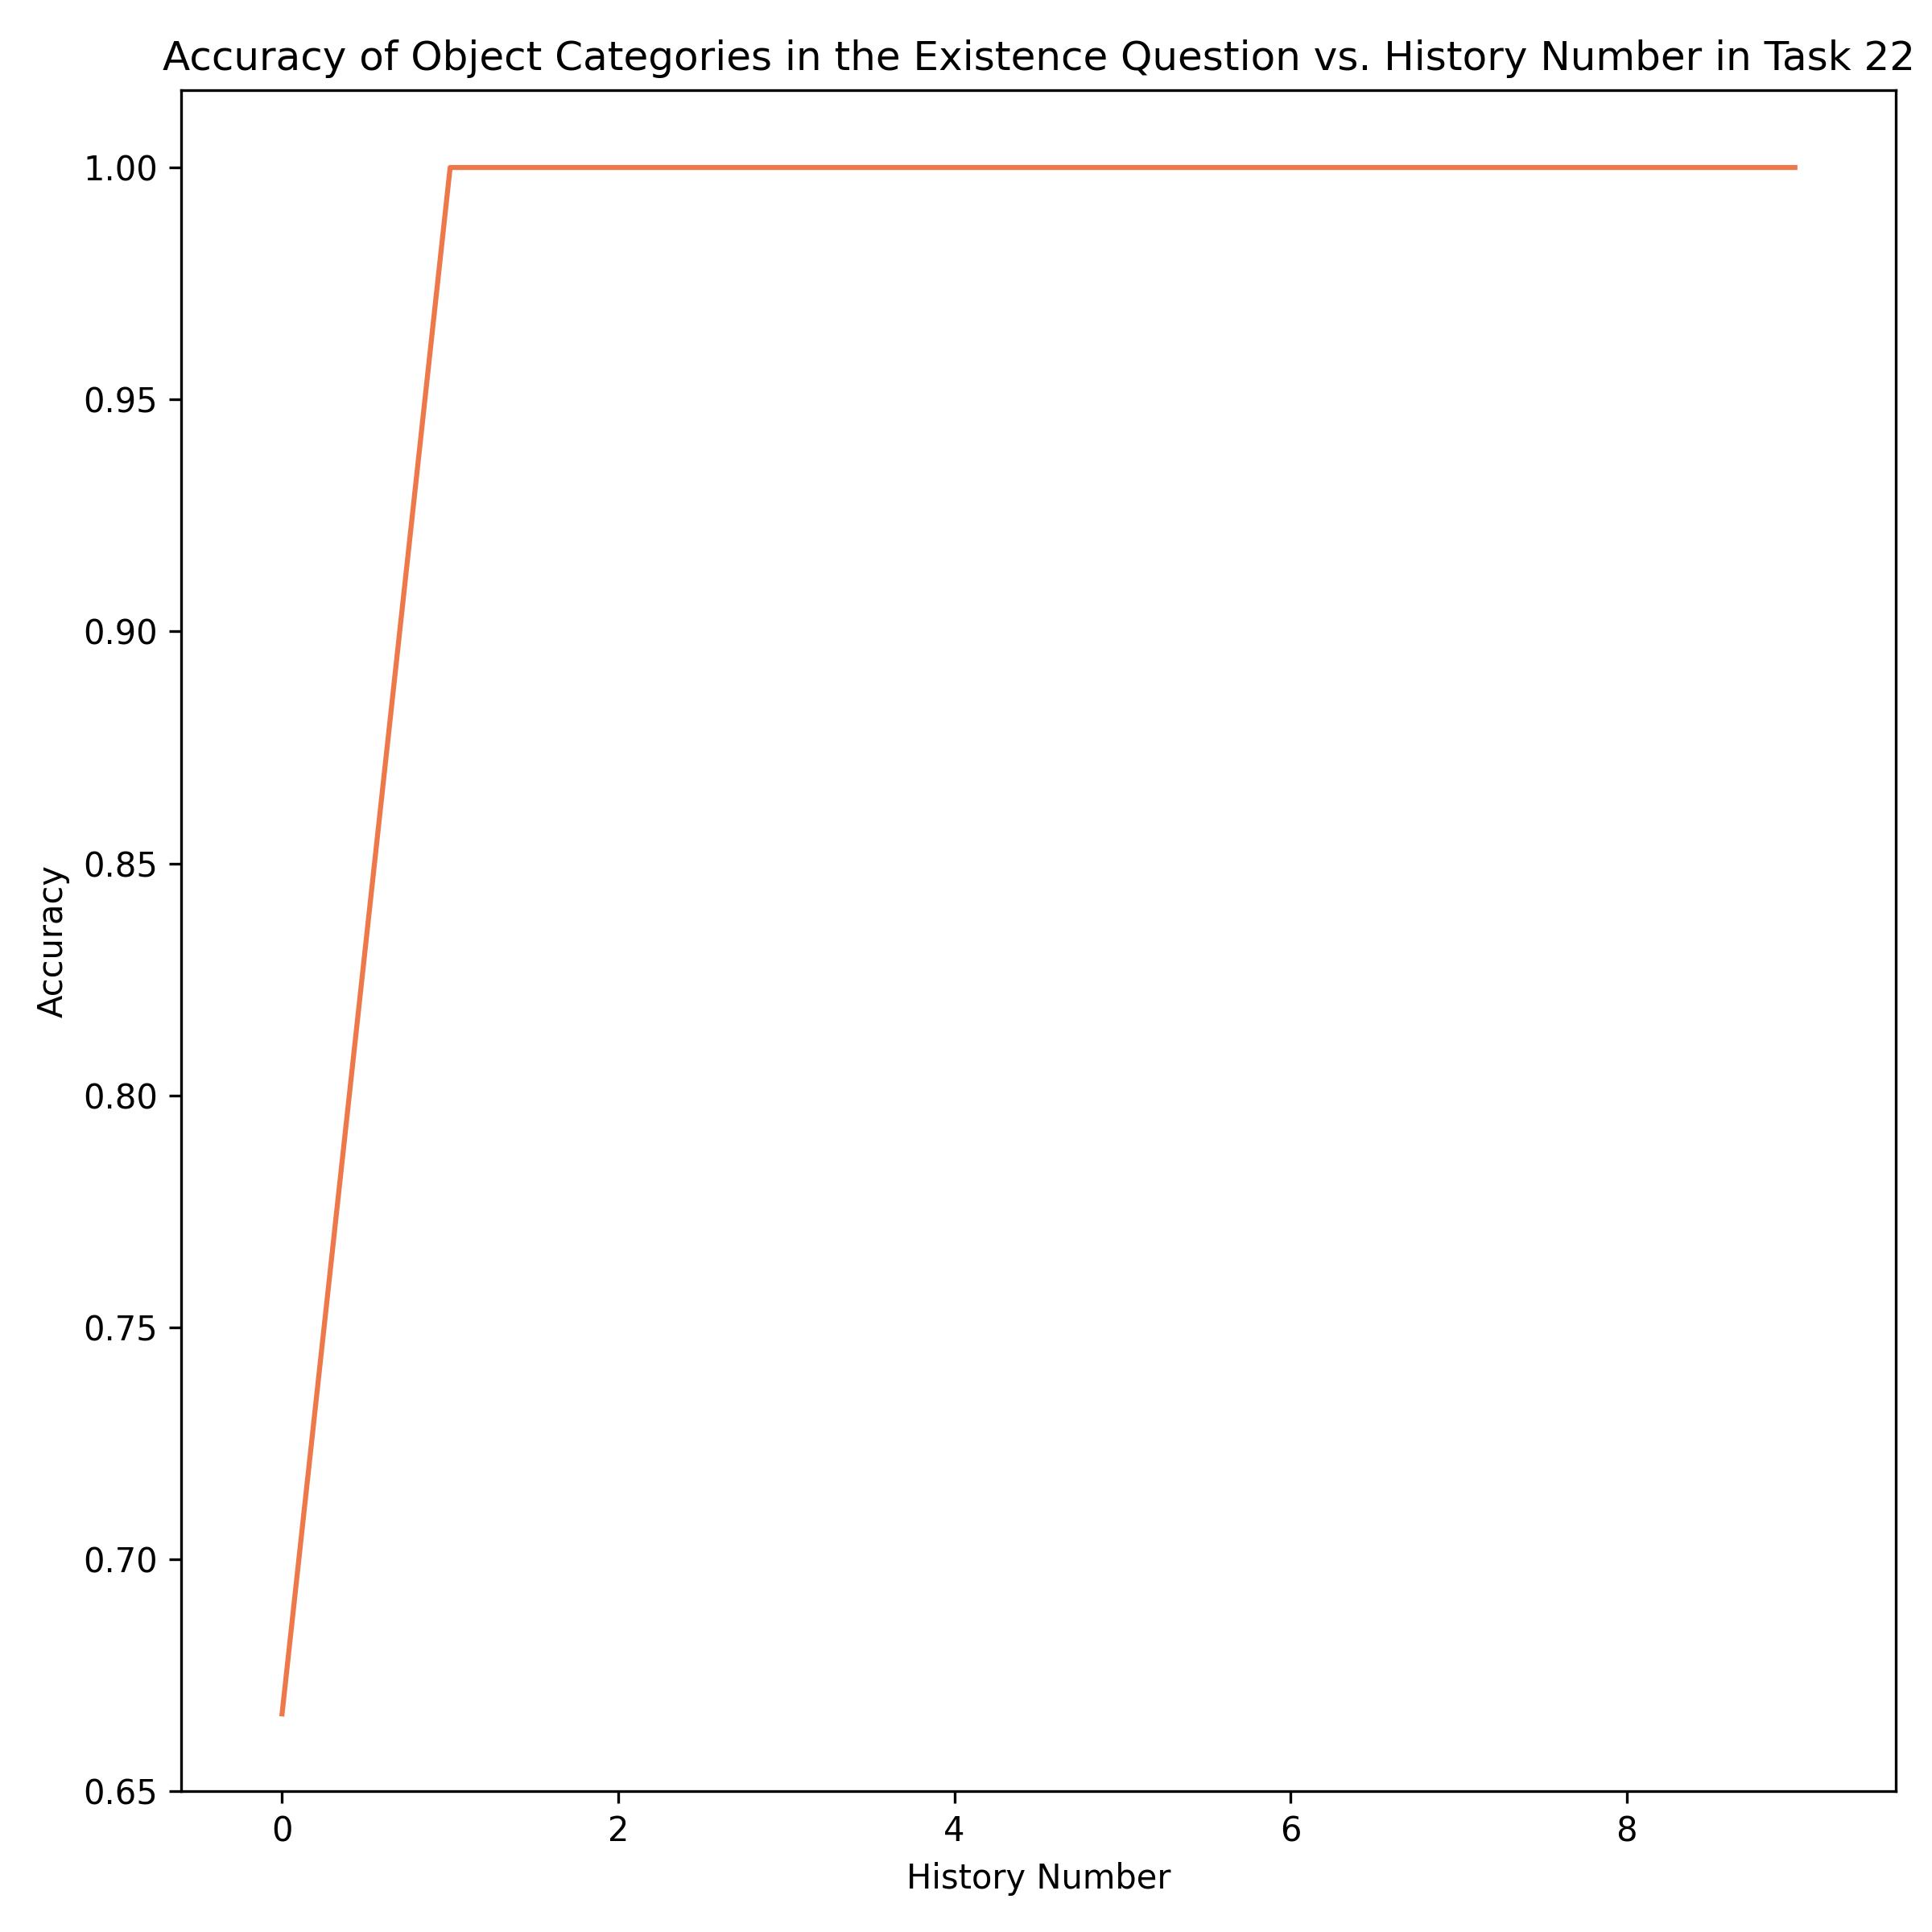 Accuracy of Object Categories in the Existence Question vs. History Number in Task 22
1.00
0.95
0.90
0.85
0.80
0.75
0.70
0.65
Accuracy
0 2 4 6 8
History Number